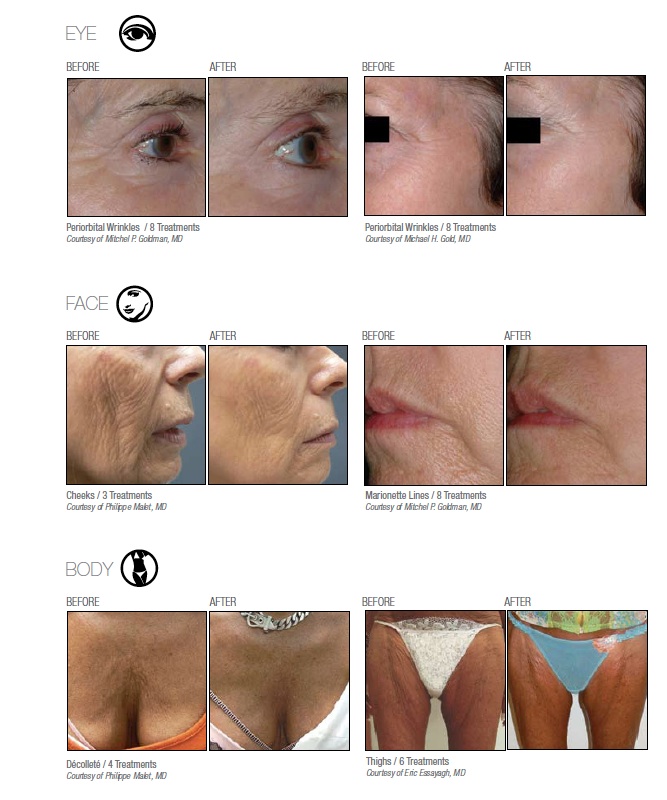 EYE
BEFORE
AFTER
BEFORE
AFTER
Periorbital Wrinkles / 8 Treatments
Courtesy of Mitchel P. Goldman, MD
Periorbital Wrinkles / 8 Treatments
Courtesy of Michael H. Gold, MD
FACE
BEFORE
AFTER
BEFORE
AFTER
Cheeks / 3 Treatments
Courtesy of Philippe Malet, MD
Marionette Lines / 8 Treatments
Courtesy of Mitchel P. Goldman, MD
BODY
BEFORE
AFTER
BEFORE
AFTER
Décolleté / 4 Treatments
Courtesy of Philippe Malet, MD
Thighs / 6 Treatments
Courtesy of Eric Essayagh, MD